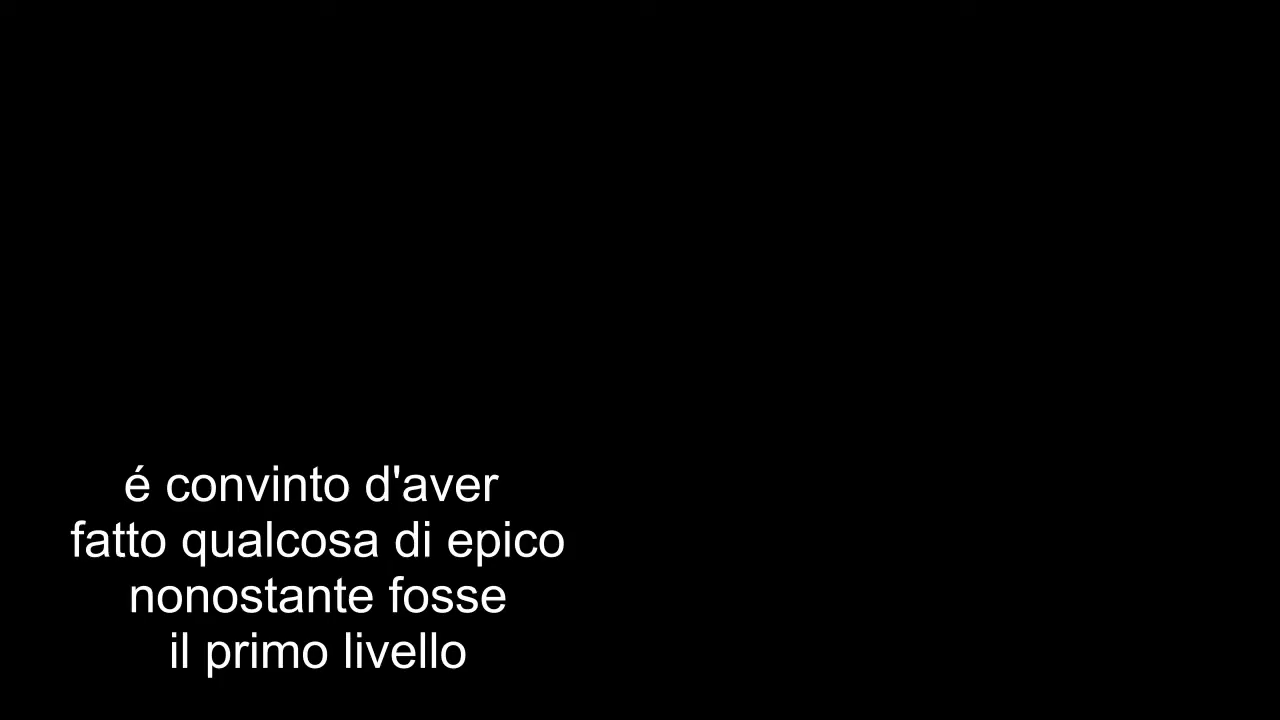 é convinto d'aver
fatto qualcosa di epico
nonostante fosse
il primo livello